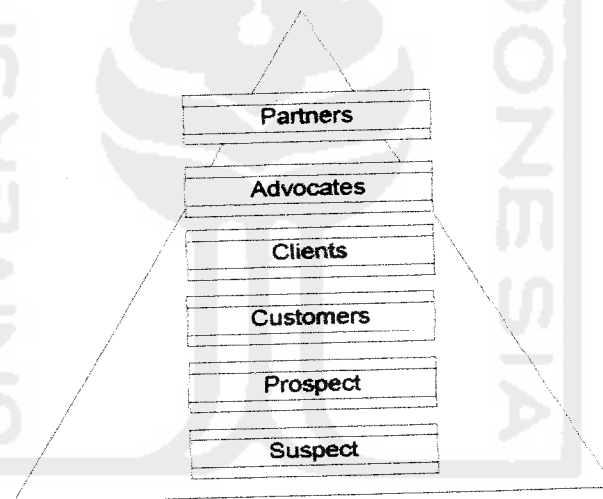 Partners
Advocates
Clients
Customers
Prospect
Suspect